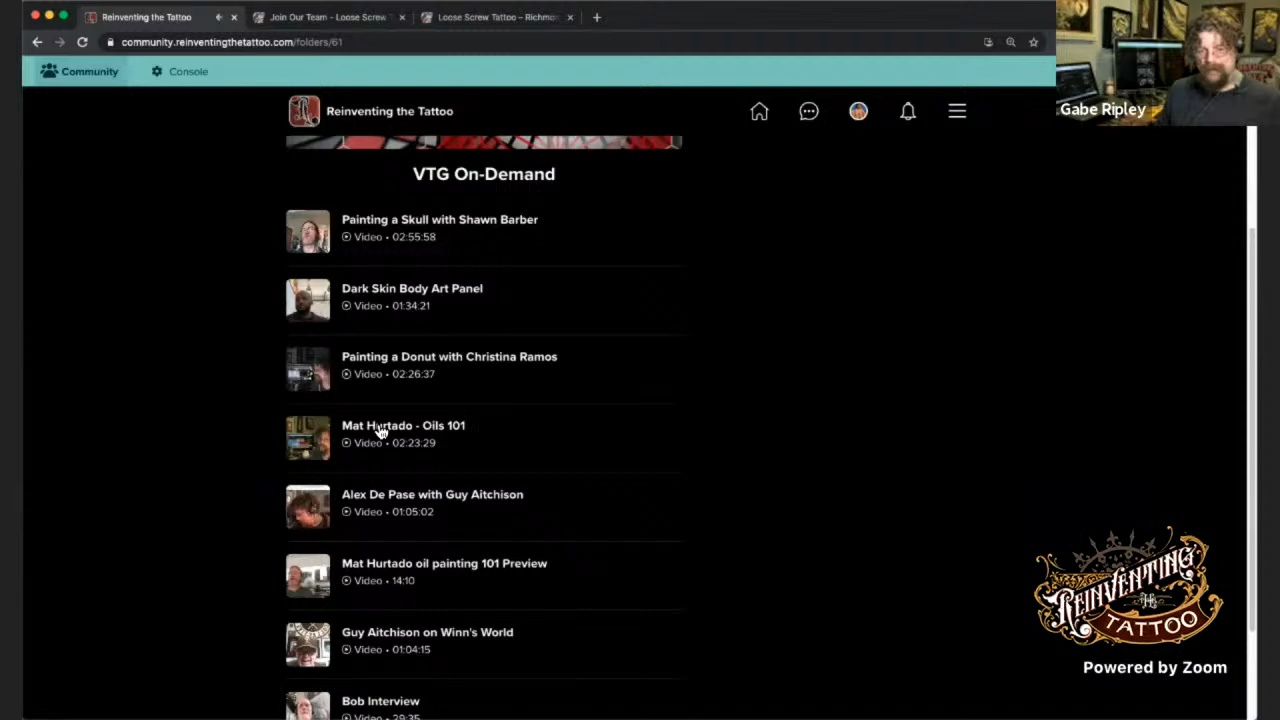 Reinventing the Tattoo
Join Our Team - Loose Screw T
Loose Screw Tattoo – Richmon
community.reinventingthetattoo.com/folders/61
Community
Console
Reinventing the Tattoo
Gabe Ripley
VTG On-Demand
Painting a Skull with Shawn Barber
Video • 02:55:58
Dark Skin Body Art Panel
Video • 01:34:21
Painting a Donut with Christina Ramos
Video • 02:26:37
Mat Hurtado - Oils 101
Video • 02:23:29
Alex De Pase with Guy Aitchison
Video • 01:05:02
Mat Hurtado oil painting 101 Preview
Video • 14:10
Guy Aitchison on Winn's World
Video • 01:04:15
Bob Interview
Video • 29:35
REINVENTING
THE
TATTOO
Powered by Zoom